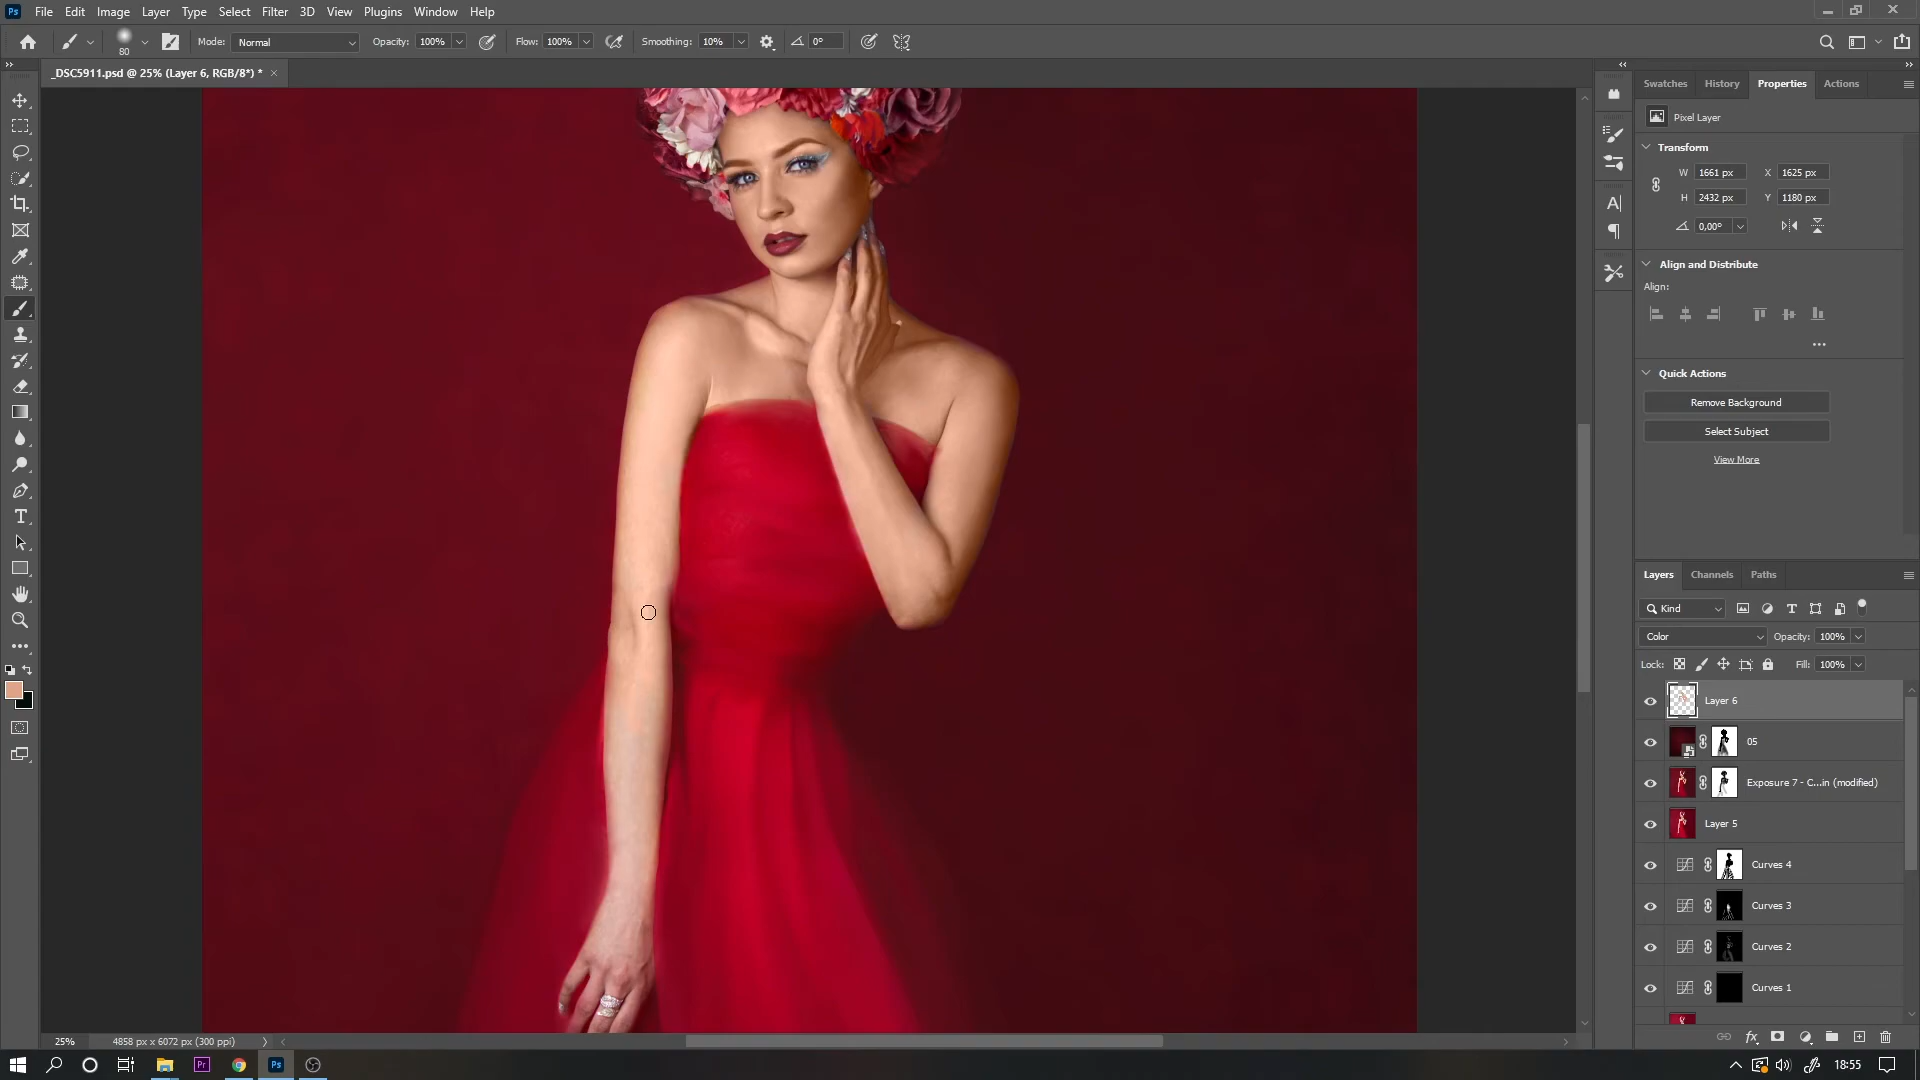 Ps File Edit Image Layer Type Select Filter 3D View Plugins Window Help
80 Mode: Normal Opacity: 100% Flow: 100% Smoothing: 10% 0°
_DSC5911.psd @ 25% (Layer 6, RGB/8*) * ×
Swatches History Properties Actions
Pixel Layer
Transform
W 1661 px X 1625 px
H 2432 px Y 1180 px
0,00°
Align and Distribute
Align:
Quick Actions
Remove Background
Select Subject
View More
Layers Channels Paths
Kind
Color Opacity: 100%
Lock: Fill: 100%
Layer 6
05
Exposure 7 - C...in (modified)
Layer 5
Curves 4
Curves 3
Curves 2
Curves 1
25% 4858 px x 6072 px (300 ppi)
Pr Ps 18:55